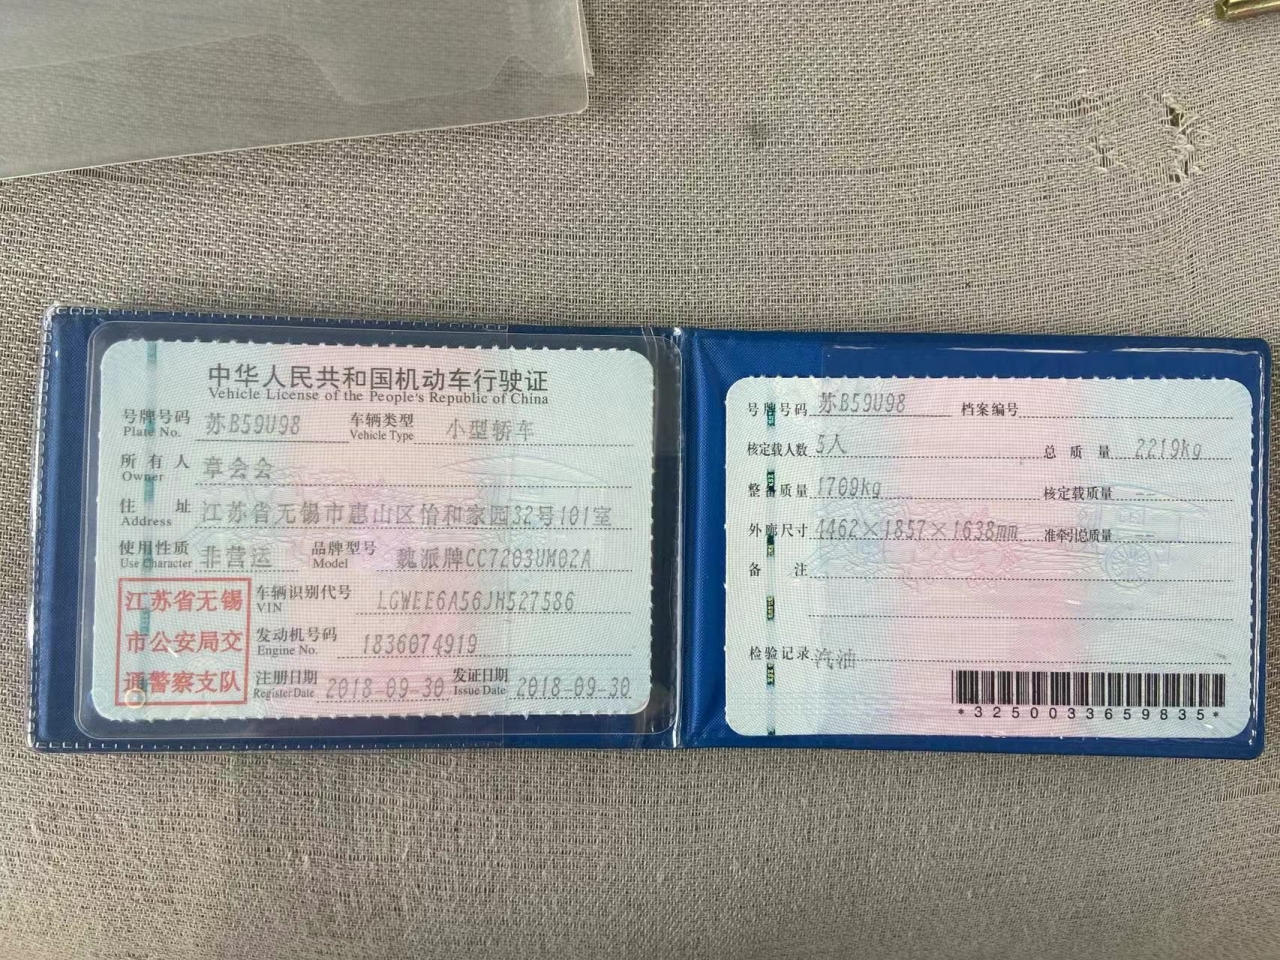 中华人民共和国机动车行驶证
Vehicle License of the People's Republic of China
号牌号码 苏B59U98 车辆类型 小型轿车
Plate No. Vehicle Type
所有人 章会会
Owner
住址 江苏省无锡市惠山区怡和家园32号101室
Address
使用性质 非营运 品牌型号 魏派牌CC7203UM02A
Use Character Model
江苏省无锡
市公安局交
通警察支队
车辆识别代号 LGWEE6A56JH527586
VIN
发动机号码 1836074919
Engine No.
注册日期 2018-09-30 发证日期 2018-09-30
Register Date Issue Date
号牌号码 苏B59U98 档案编号
核定载人数 5人 总质量 2219kg
整备质量 1709kg 核定载质量 --
外廓尺寸 4462×1857×1638mm 准牵引总质量 --
备注
检验记录 汽油
*3250033659835*